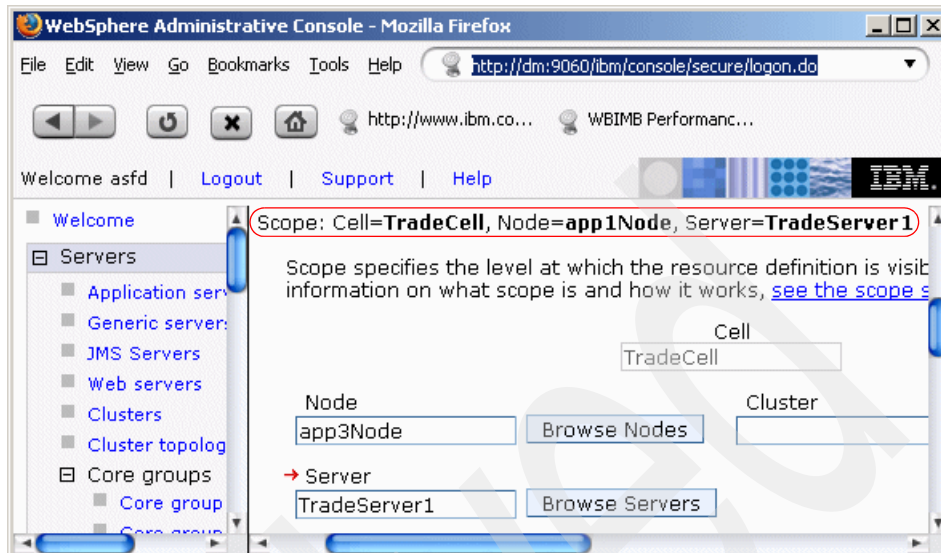 WebSphere Administrative Console - Mozilla Firefox
File Edit View Go Bookmarks Tools Help http://dm:9060/ibm/console/secure/logon.do
http://www.ibm.co... WBIMB Performanc...
Welcome asfd | Logout | Support | Help IBM.
Welcome
Servers
Application serv
Generic servers
JMS Servers
Web servers
Clusters
Cluster topolog
Core groups
Core group
Core group
Scope: Cell=TradeCell, Node=app1Node, Server=TradeServer1
Scope specifies the level at which the resource definition is visib
information on what scope is and how it works, see the scope s
Cell
TradeCell
Node Cluster
app3Node Browse Nodes
Server
TradeServer1 Browse Servers